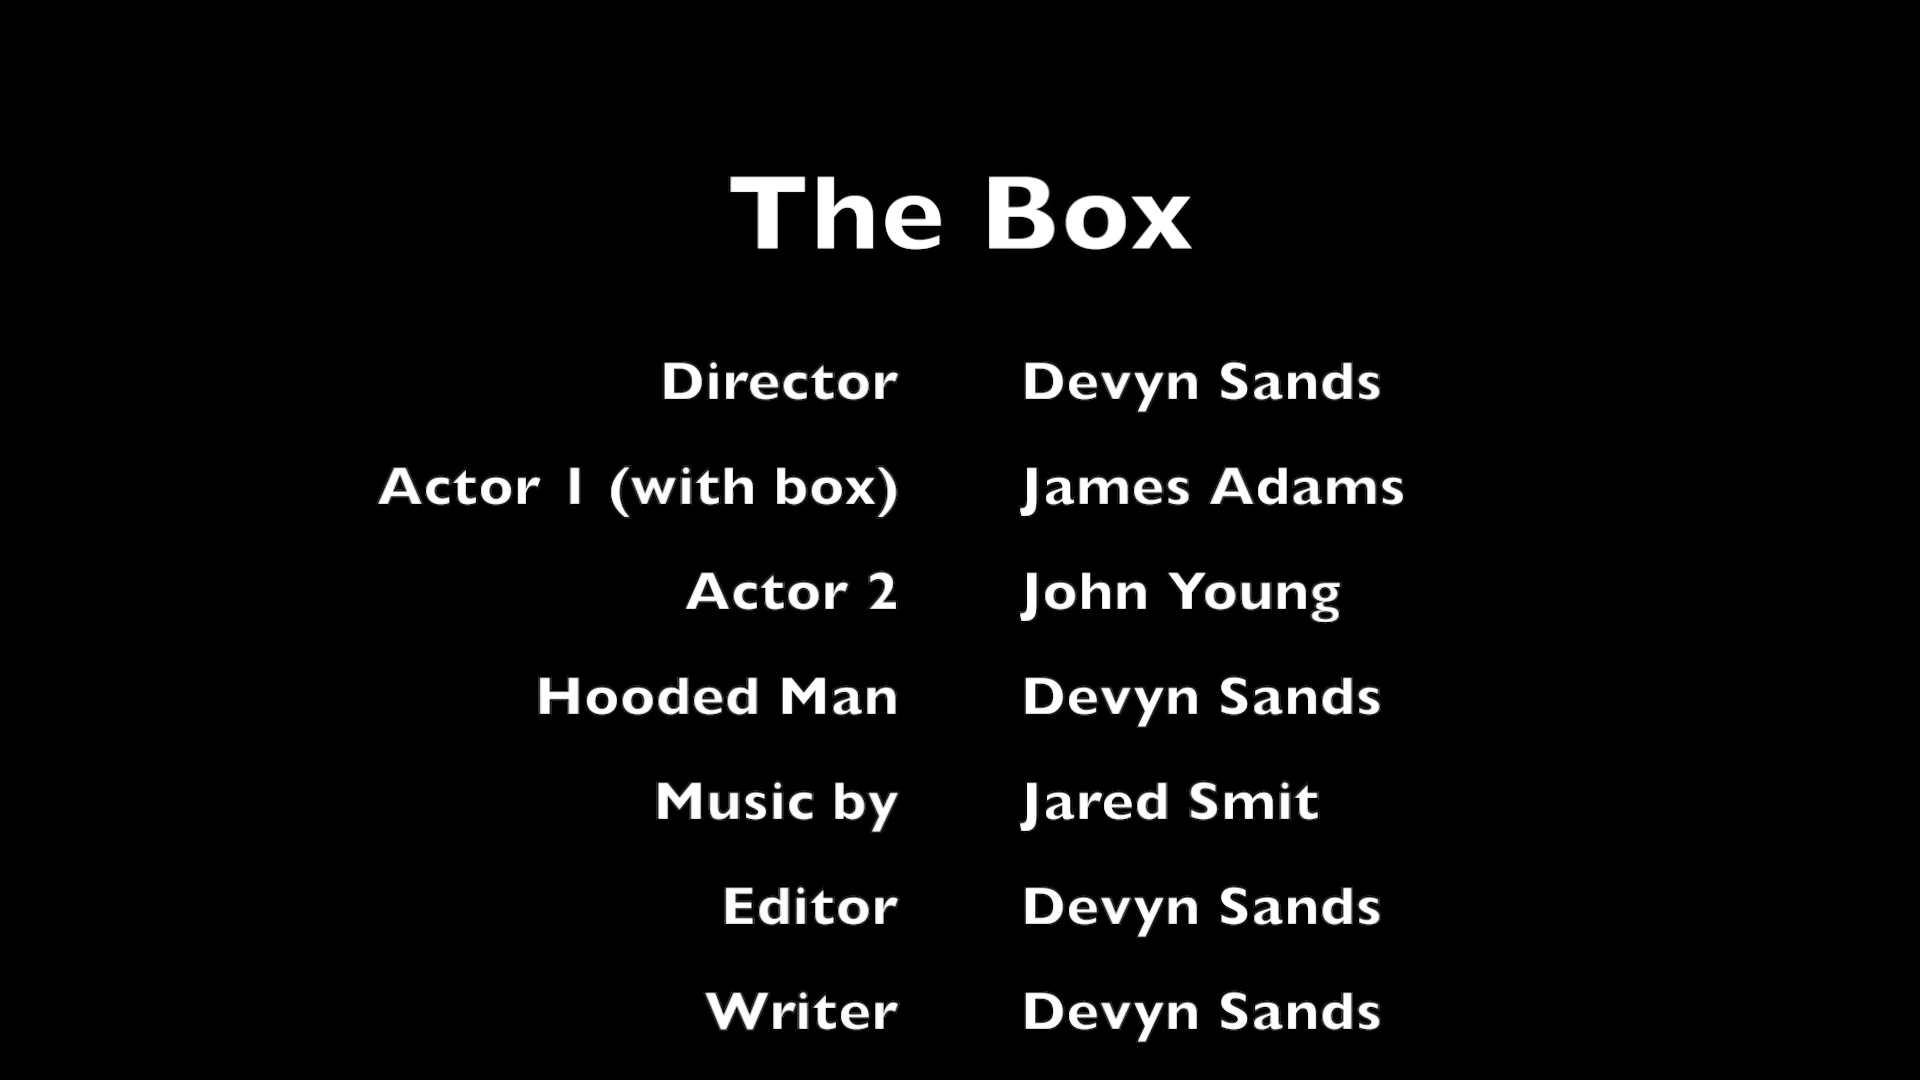 The Box
Director Devyn Sands
Actor 1 (with box) James Adams
Actor 2 John Young
Hooded Man Devyn Sands
Music by Jared Smit
Editor Devyn Sands
Writer Devyn Sands